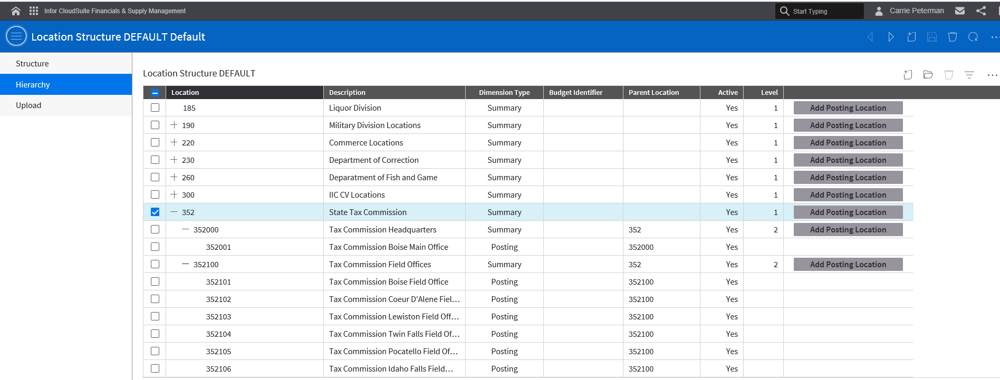 Infor CloudSuite Financials & Supply Management Start Typing Carrie Peterman
Location Structure DEFAULT Default
Structure
Hierarchy
Upload
Location Structure DEFAULT
Location Description Dimension Type Budget Identifier Parent Location Active Level
185 Liquor Division Summary Yes 1 Add Posting Location
190 Military Division Locations Summary Yes 1 Add Posting Location
220 Commerce Locations Summary Yes 1 Add Posting Location
230 Department of Correction Summary Yes 1 Add Posting Location
260 Deparatment of Fish and Game Summary Yes 1 Add Posting Location
300 IIC CV Locations Summary Yes 1 Add Posting Location
352 State Tax Commission Summary Yes 1 Add Posting Location
352000 Tax Commission Headquarters Summary 352 Yes 2 Add Posting Location
352001 Tax Commission Boise Main Office Posting 352000 Yes
352100 Tax Commission Field Offices Summary 352 Yes 2 Add Posting Location
352101 Tax Commission Boise Field Office Posting 352100 Yes
352102 Tax Commission Coeur D'Alene Fiel... Posting 352100 Yes
352103 Tax Commission Lewiston Field Off... Posting 352100 Yes
352104 Tax Commission Twin Falls Field Of... Posting 352100 Yes
352105 Tax Commission Pocatello Field Of... Posting 352100 Yes
352106 Tax Commission Idaho Falls Field... Posting 352100 Yes